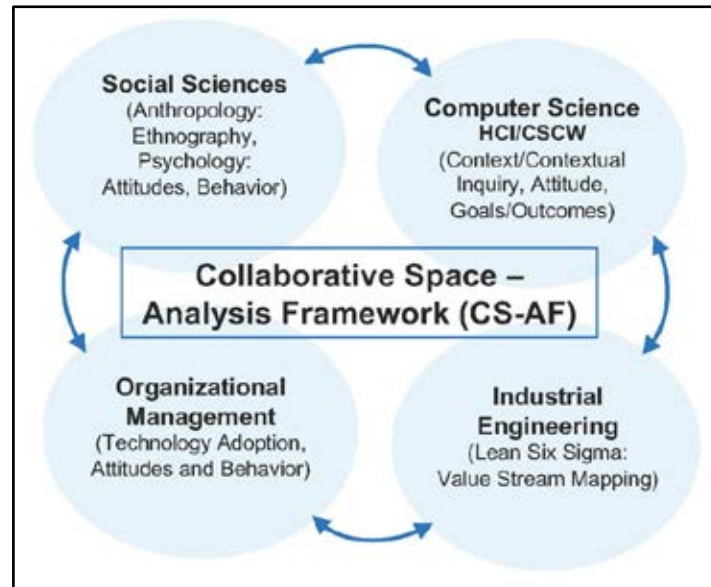 Social Sciences
(Anthropology:
Ethnography,
Psychology:
Attitudes, Behavior)
Computer Science
HCI/CSCW
(Context/Contextual
Inquiry, Attitude,
Goals/Outcomes)
Collaborative Space –
Analysis Framework (CS-AF)
Organizational
Management
(Technology Adoption,
Attitudes and Behavior)
Industrial
Engineering
(Lean Six Sigma:
Value Stream Mapping)